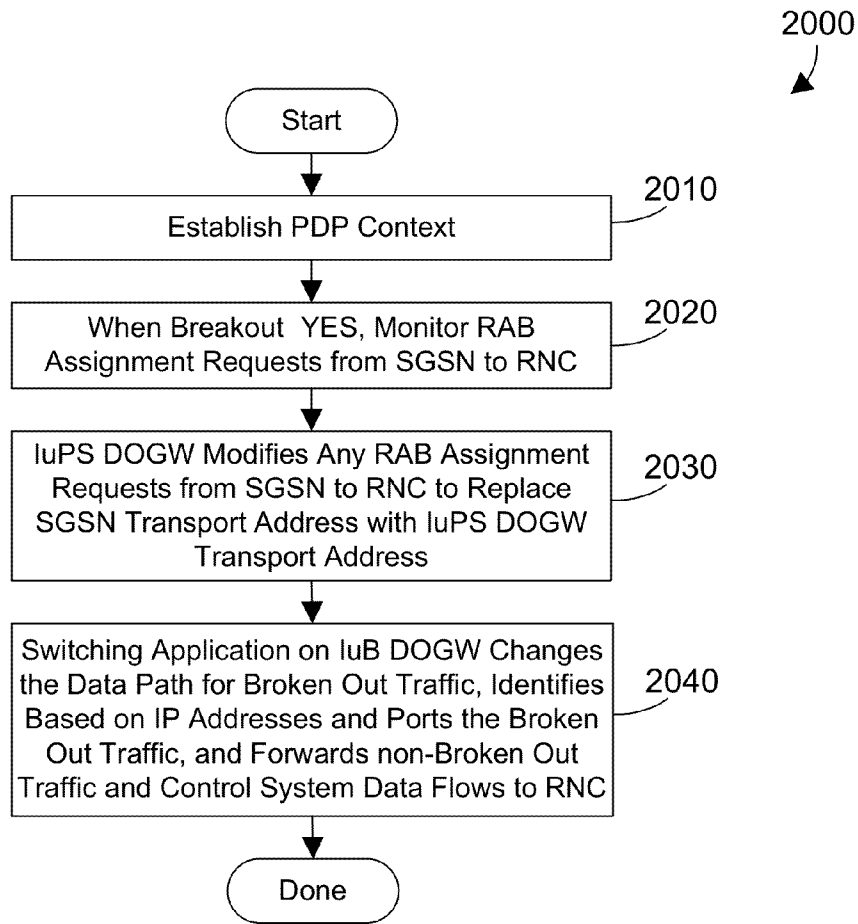 2000
Start
2010
Establish PDP Context
2020
When Breakout YES, Monitor RAB
Assignment Requests from SGSN to RNC
IuPS DOGW Modifies Any RAB Assignment
Requests from SGSN to RNC to Replace
SGSN Transport Address with IuPS DOGW
Transport Address
2030
Switching Application on IuB DOGW Changes
the Data Path for Broken Out Traffic, Identifies
Based on IP Addresses and Ports the Broken
Out Traffic, and Forwards non-Broken Out
Traffic and Control System Data Flows to RNC
2040
Done